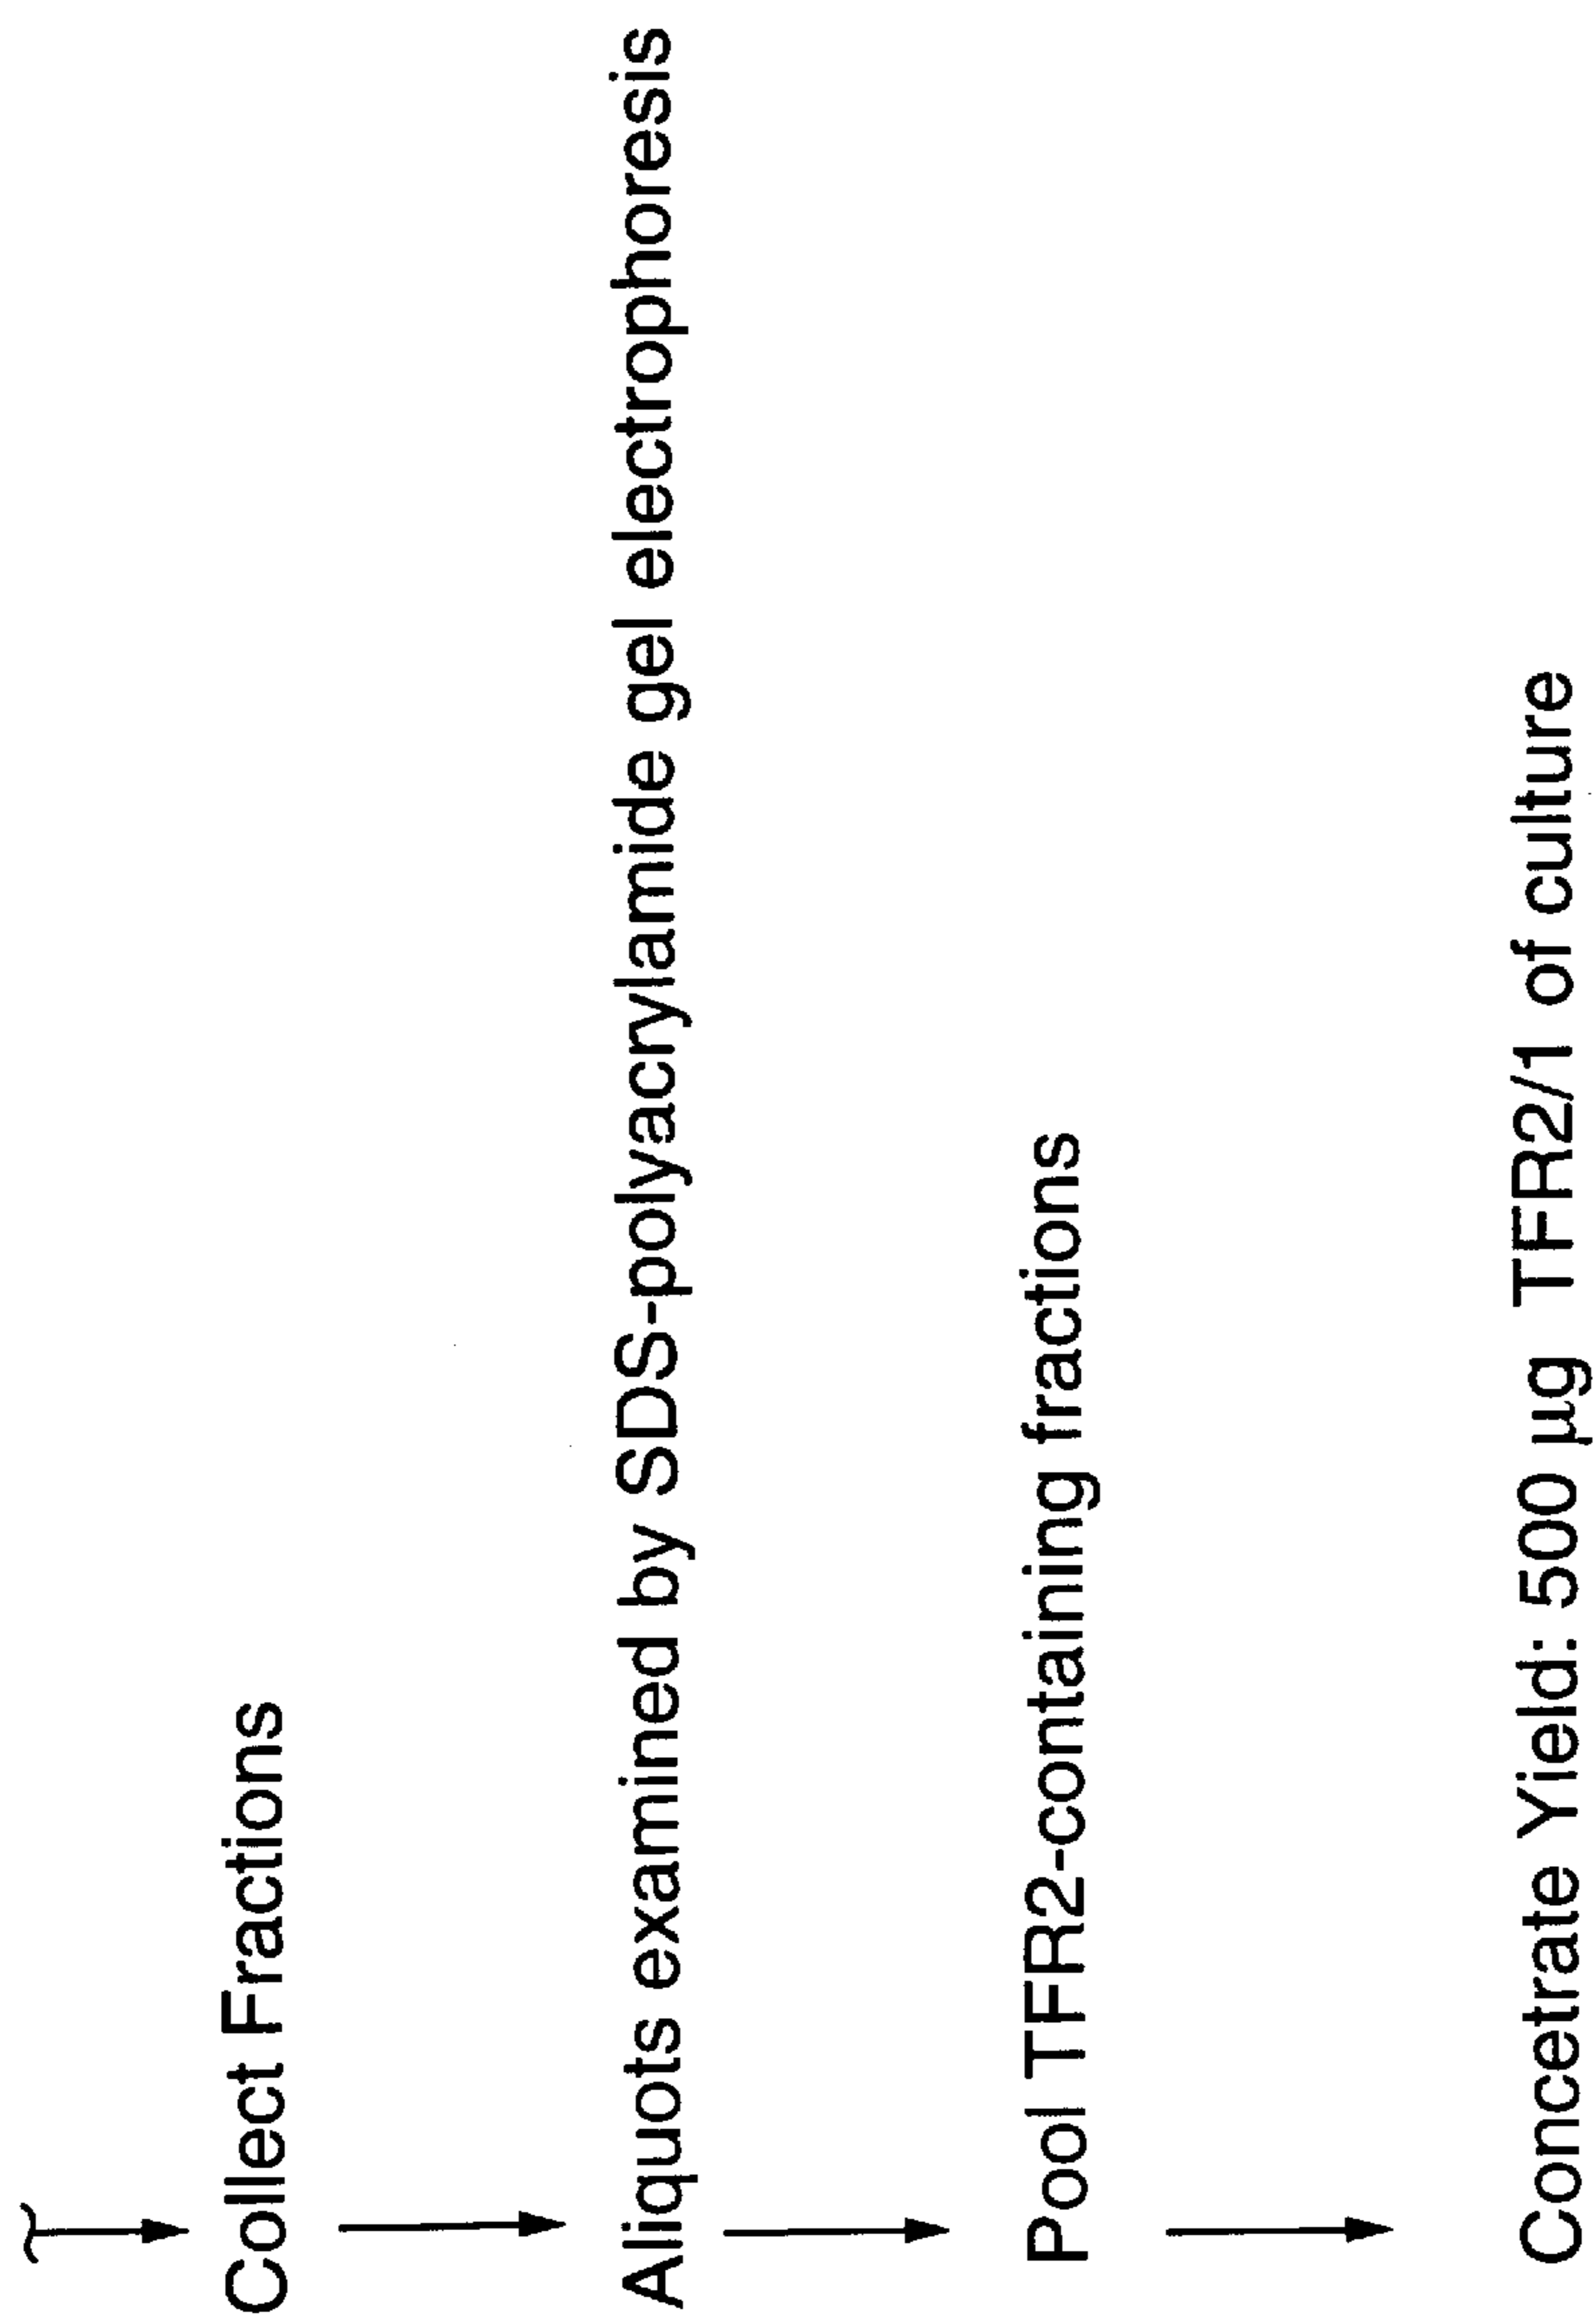 Collect Fractions
Aliquots examined by SDS-polyacrylamide gel electrophoresis
Pool TFR2-containing fractions
Concetrate Yield: 500 µg TFR2/1 of culture